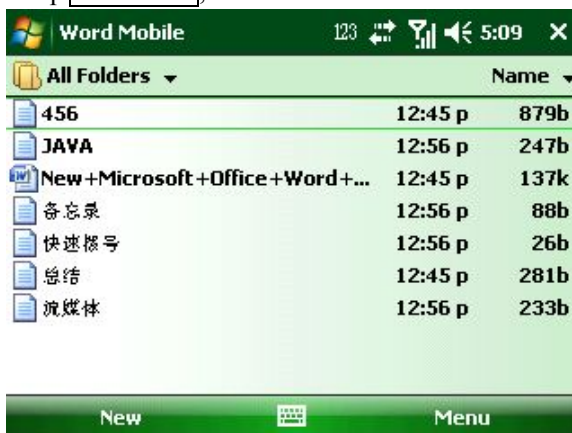 Word Mobile 123 5:09
All Folders Name
456 12:45 p 879b
JAVA 12:56 p 247b
New+Microsoft+Office+Word+... 12:45 p 137k
备忘录 12:56 p 88b
快速拨号 12:56 p 26b
总结 12:45 p 281b
流媒体 12:56 p 233b
New Menu